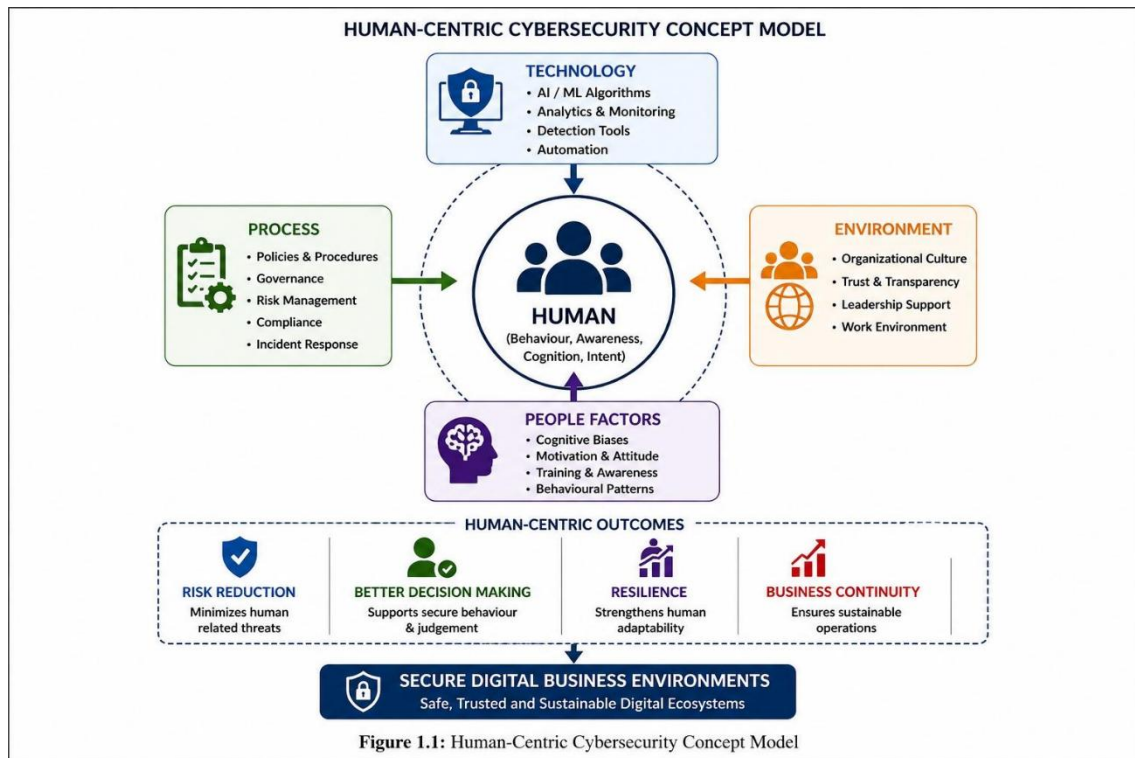 HUMAN-CENTRIC CYBERSECURITY CONCEPT MODEL
TECHNOLOGY
• AI / ML Algorithms
• Analytics & Monitoring
• Detection Tools
• Automation
PROCESS
• Policies & Procedures
• Governance
• Risk Management
• Compliance
• Incident Response
HUMAN
(Behaviour, Awareness,
Cognition, Intent)
ENVIRONMENT
• Organizational Culture
• Trust & Transparency
• Leadership Support
• Work Environment
PEOPLE FACTORS
• Cognitive Biases
• Motivation & Attitude
• Training & Awareness
• Behavioural Patterns
HUMAN-CENTRIC OUTCOMES
RISK REDUCTION
Minimizes human
related threats
BETTER DECISION MAKING
Supports secure behaviour
& judgement
RESILIENCE
Strengthens human
adaptability
BUSINESS CONTINUITY
Ensures sustainable
operations
SECURE DIGITAL BUSINESS ENVIRONMENTS
Safe, Trusted and Sustainable Digital Ecosystems
Figure 1.1: Human-Centric Cybersecurity Concept Model